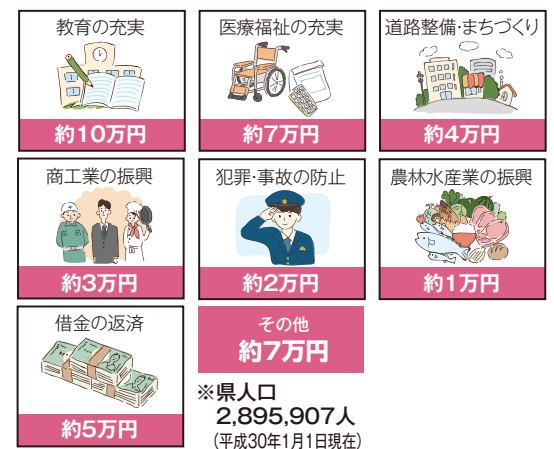 教育の充実
約10万円
医療福祉の充実
約7万円
道路整備・まちづくり
約4万円
商工業の振興
約3万円
犯罪・事故の防止
約2万円
農林水産業の振興
約1万円
借金の返済
約5万円
その他
約7万円
※県人口
2,895,907人
(平成30年1月1日現在)